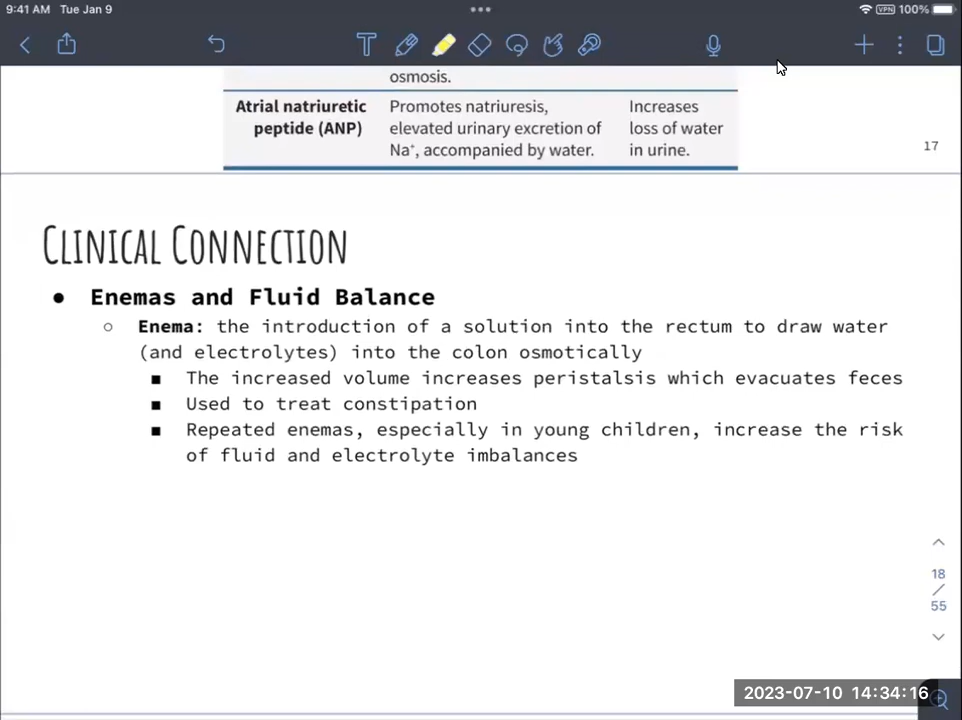 9:41 AM Tue Jan 9
VPN 100%
osmosis.
Atrial natriuretic peptide (ANP)
Promotes natriuresis,
elevated urinary excretion of
Na⁺, accompanied by water.
Increases
loss of water
in urine.
17
Clinical Connection
● Enemas and Fluid Balance
○ Enema: the introduction of a solution into the rectum to draw water
(and electrolytes) into the colon osmotically
■ The increased volume increases peristalsis which evacuates feces
■ Used to treat constipation
■ Repeated enemas, especially in young children, increase the risk
of fluid and electrolyte imbalances
18
/
55
2023-07-10 14:34:16